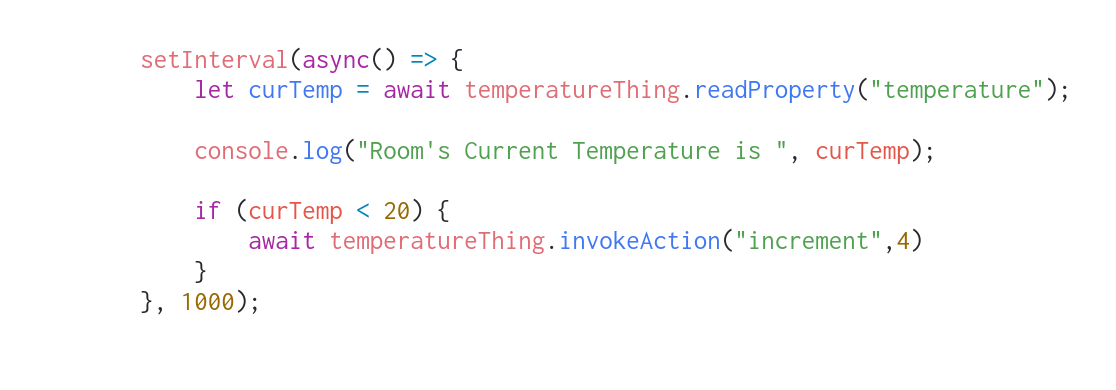 setInterval(async() => {
    let curTemp = await temperatureThing.readProperty("temperature");

    console.log("Room's Current Temperature is ", curTemp);

    if (curTemp < 20) {
        await temperatureThing.invokeAction("increment",4)
    }
}, 1000);